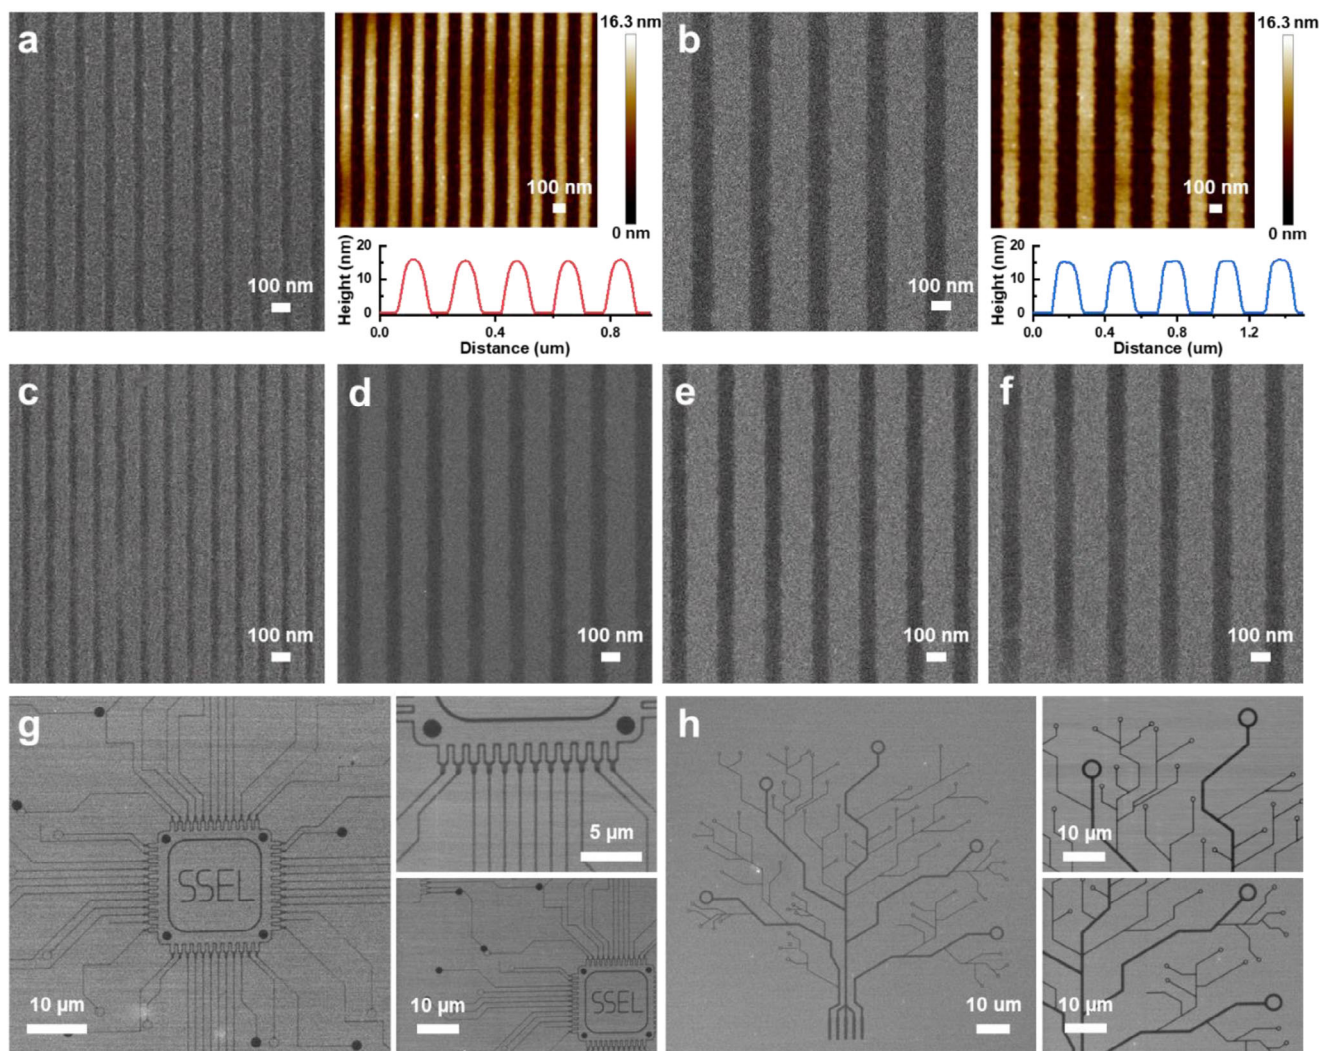 a
16.3 nm
100 nm
0 nm
100 nm
Height (nm)
20
10
0
0.0 0.4 0.8
Distance (um)
b
16.3 nm
100 nm
0 nm
100 nm
Height (nm)
20
10
0
0.0 0.4 0.8 1.2
Distance (um)
c
100 nm
d
100 nm
e
100 nm
f
100 nm
g
SSEL
10 µm
5 µm
SSEL
10 µm
h
10 um
10 µm
10 µm